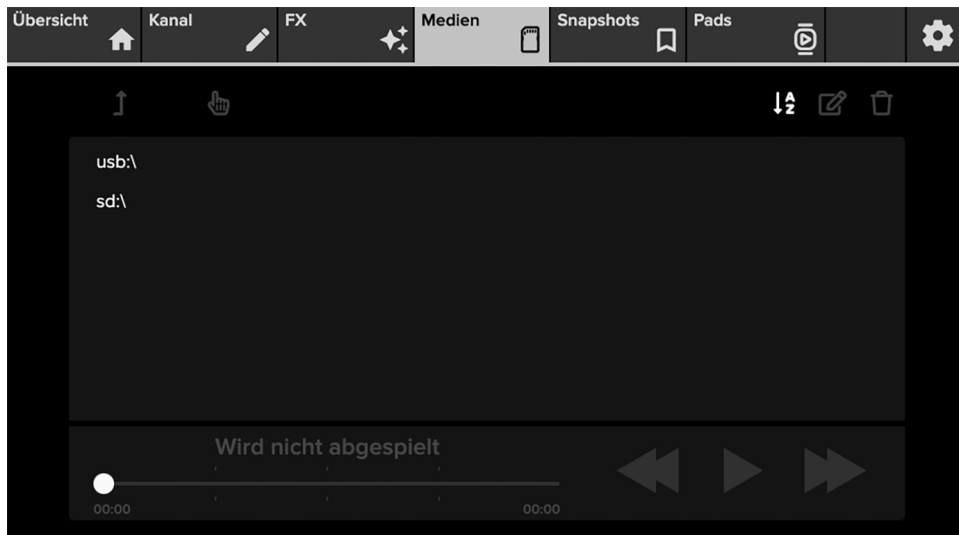 Übersicht
Kanal
FX
Medien
Snapshots
Pads
A
Z
usb:\
sd:\
Wird nicht abgespielt
00:00
00:00